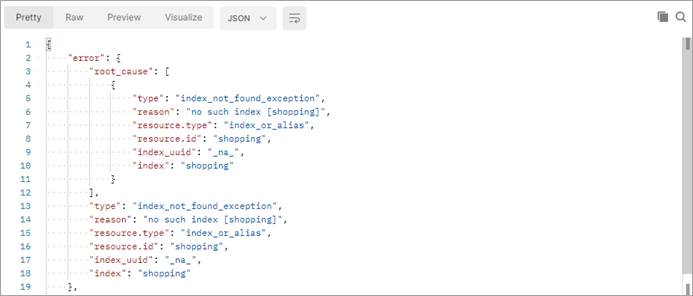 Pretty Raw Preview Visualize JSON
1 {
2 "error": {
3 "root_cause": [
4 {
5 "type": "index_not_found_exception",
6 "reason": "no such index [shopping]",
7 "resource.type": "index_or_alias",
8 "resource.id": "shopping",
9 "index_uuid": "_na_",
10 "index": "shopping"
11 }
12 ],
13 "type": "index_not_found_exception",
14 "reason": "no such index [shopping]",
15 "resource.type": "index_or_alias",
16 "resource.id": "shopping",
17 "index_uuid": "_na_",
18 "index": "shopping"
},